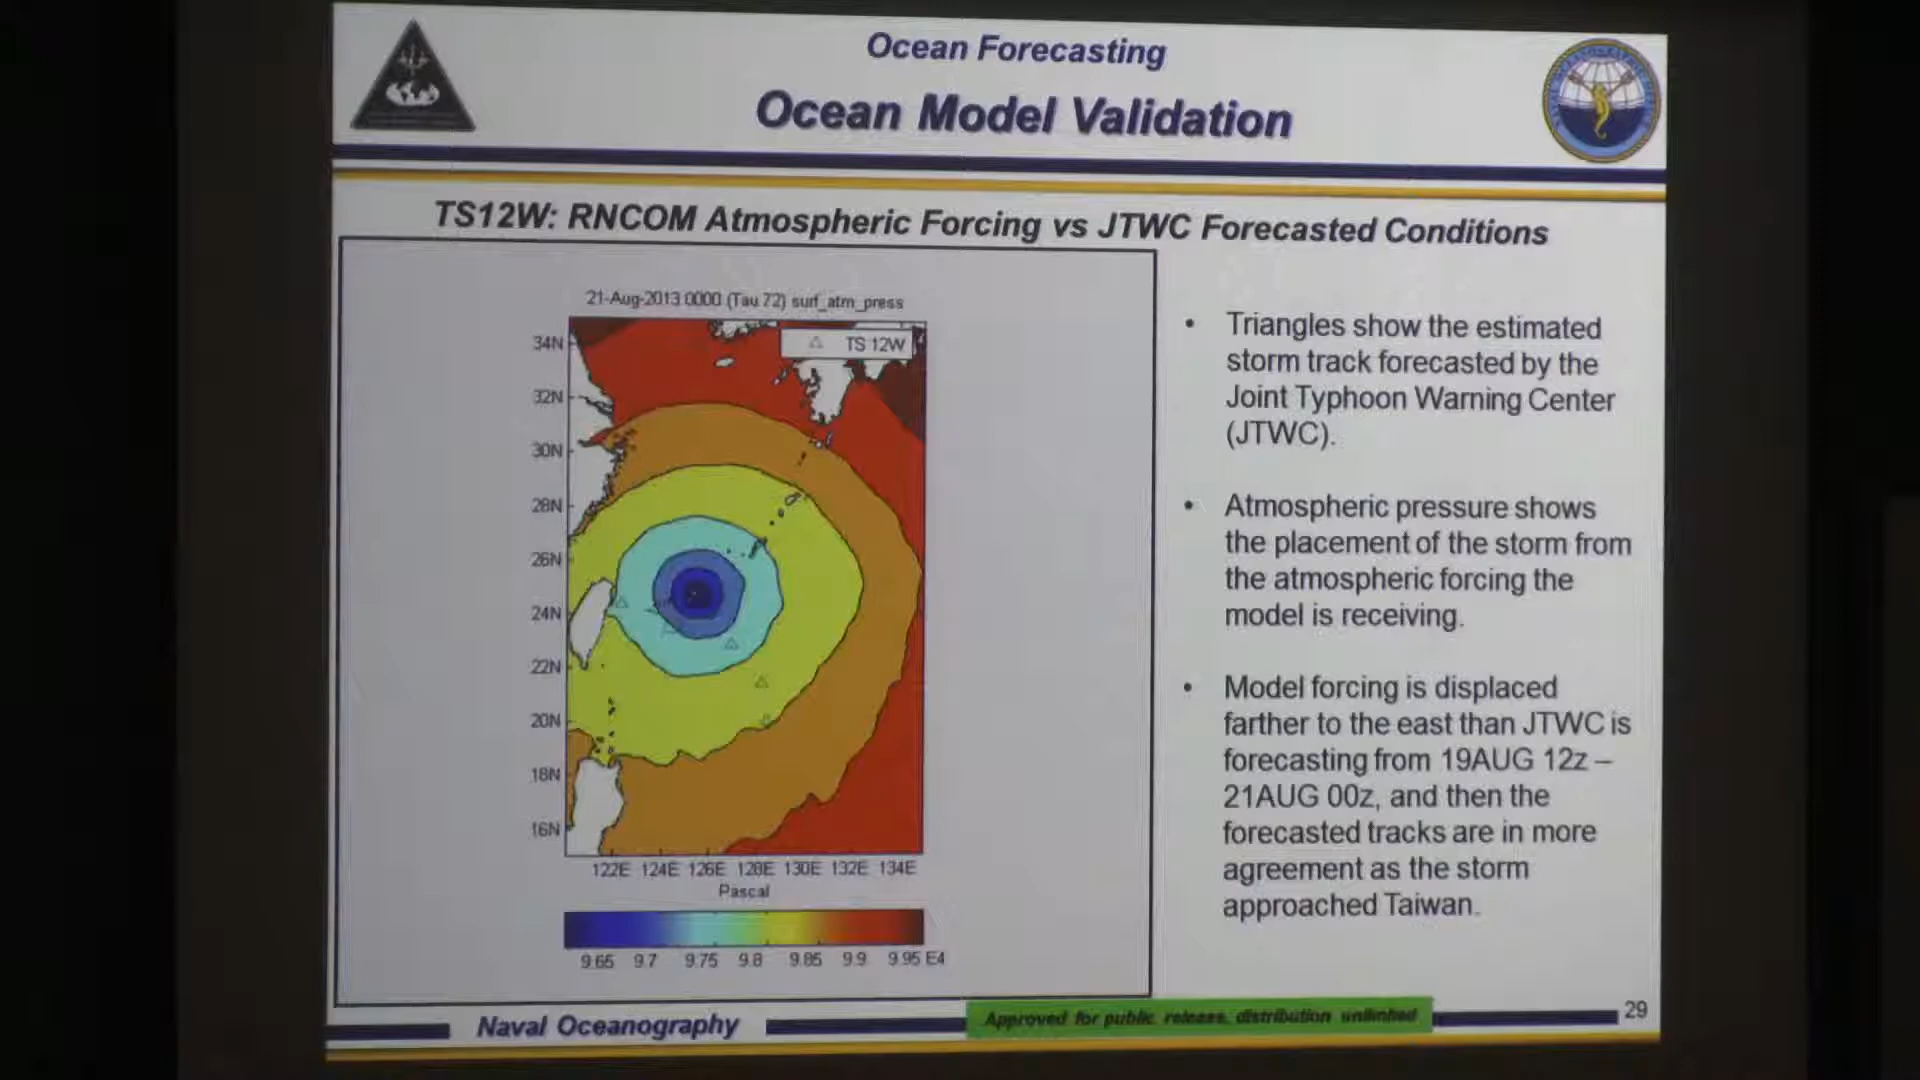 Ocean Forecasting
Ocean Model Validation
TS12W: RNCOM Atmospheric Forcing vs JTWC Forecasted Conditions
21-Aug-2013 0000 (Tau 72) surf_atm_press
TS 12W
34N
32N
30N
28N
26N
24N
22N
20N
18N
16N
122E 124E 126E 128E 130E 132E 134E
Pascal
9.65 9.7 9.75 9.8 9.85 9.9 9.95 E4
• Triangles show the estimated
storm track forecasted by the
Joint Typhoon Warning Center
(JTWC).
• Atmospheric pressure shows
the placement of the storm from
the atmospheric forcing the
model is receiving.
• Model forcing is displaced
farther to the east than JTWC is
forecasting from 19AUG 12z –
21AUG 00z, and then the
forecasted tracks are in more
agreement as the storm
approached Taiwan.
Naval Oceanography
Approved for public release, distribution unlimited
29